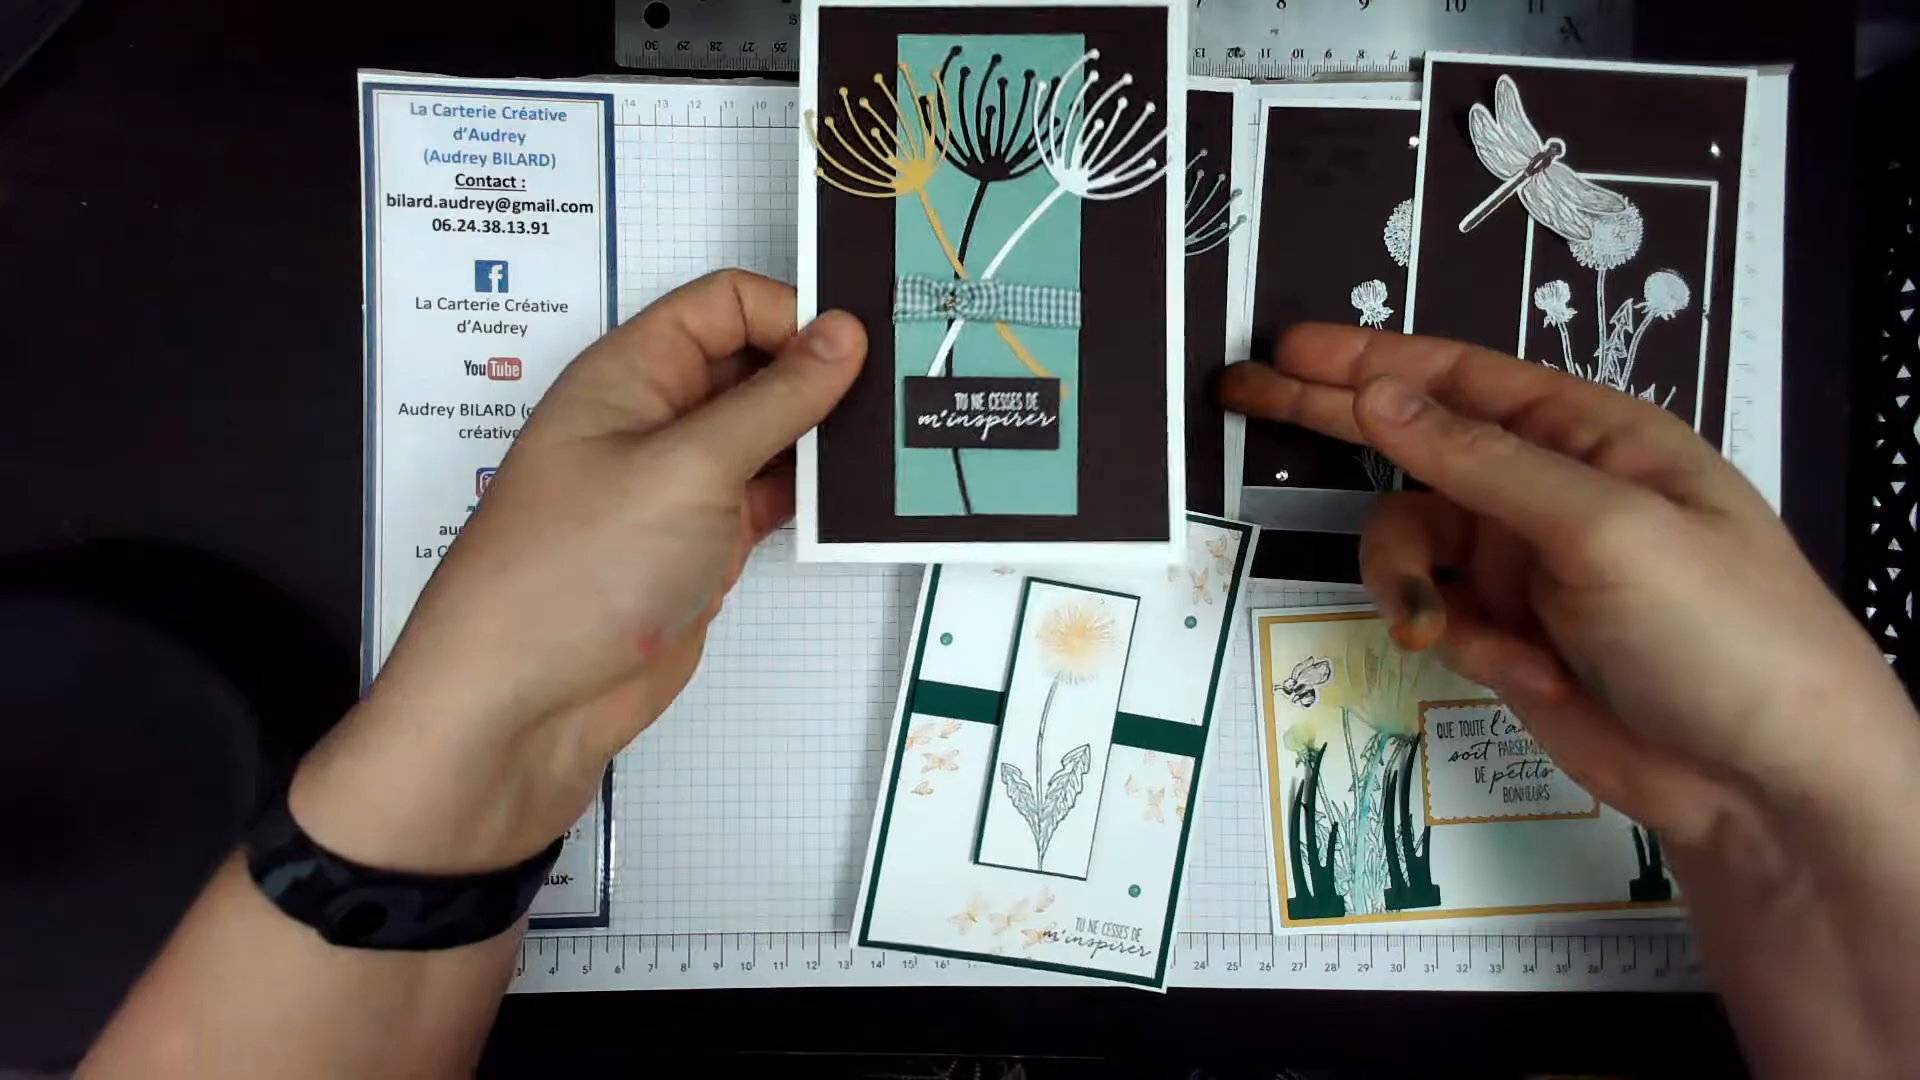 La Carterie Créative
d'Audrey
(Audrey BILARD)
Contact :
bilard.audrey@gmail.com
06.24.38.13.91
La Carterie Créative
d'Audrey
YouTube
Audrey BILARD
créative
TU NE CESSES DE
m'inspirer
TU NE CESSES DE
m'inspirer
QUE TOUTE
soit
DE petits
BONHEURS